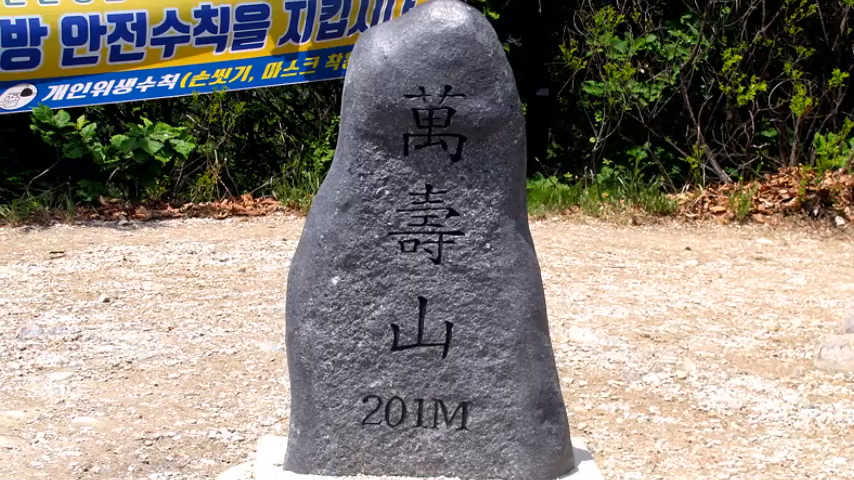 방 안전수칙을 지킵시다
개인위생수칙(손씻기, 마스크 착용
萬
壽
山
201M